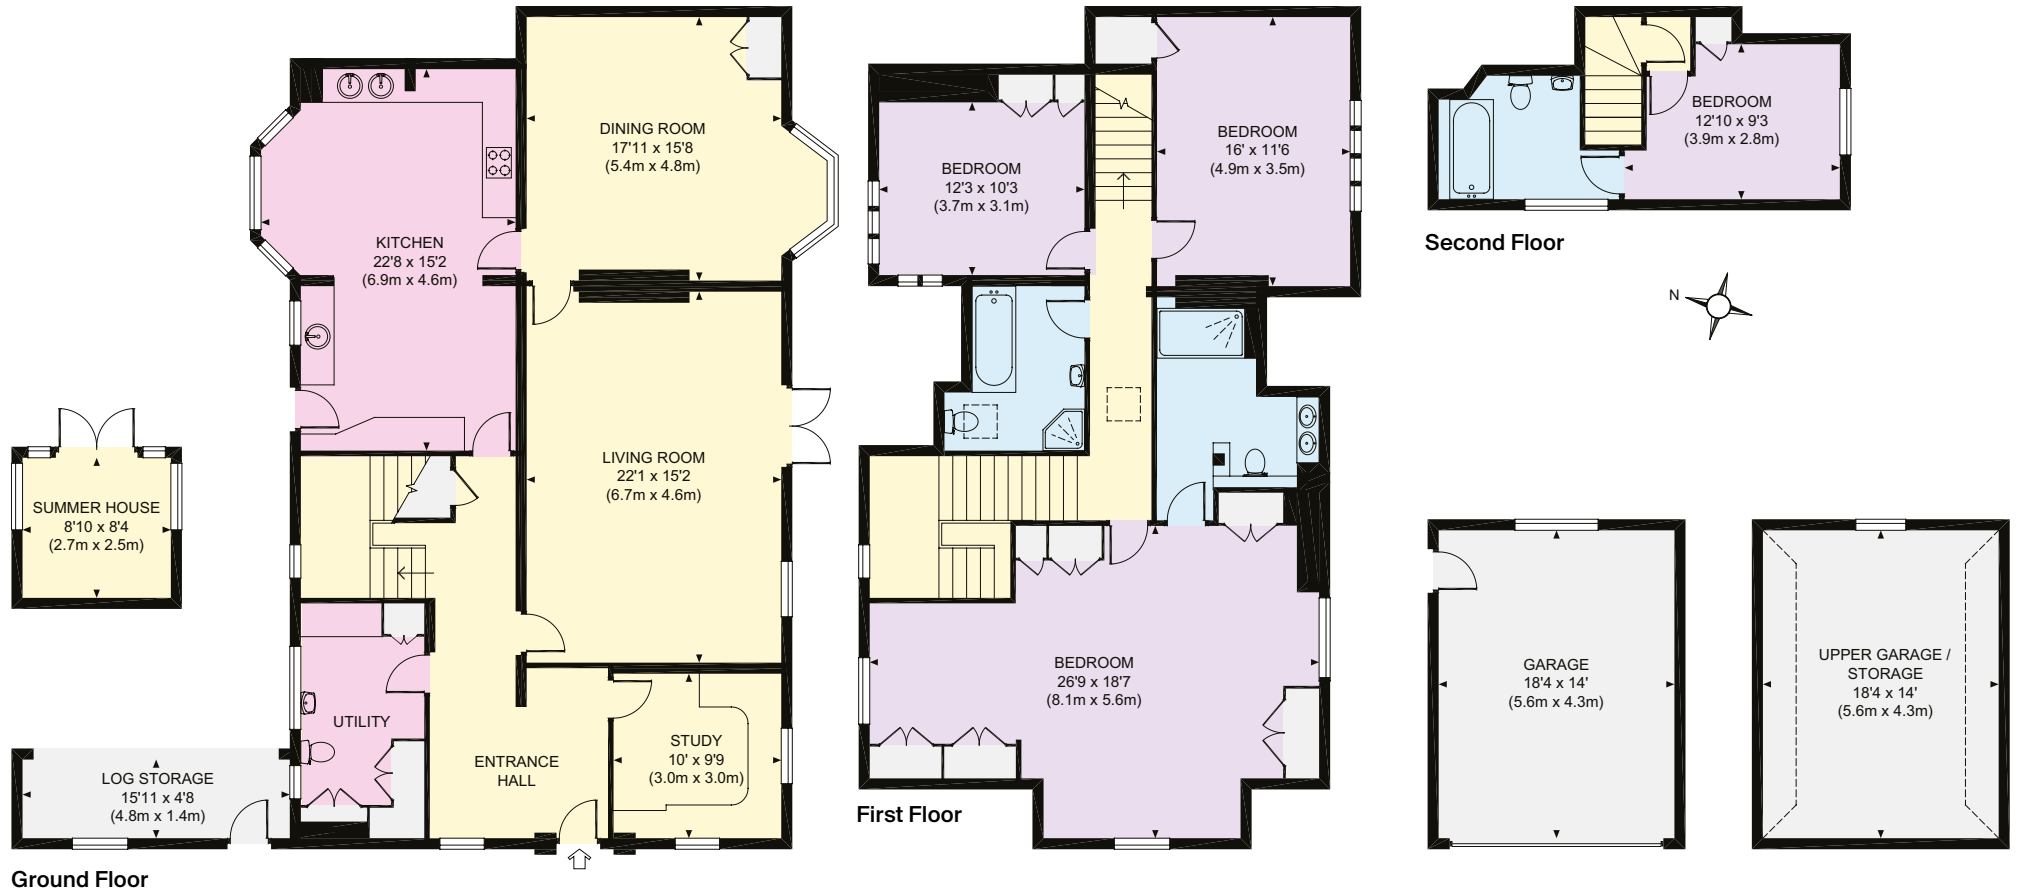 KITCHEN
22'8 x 15'2
(6.9m x 4.6m)
DINING ROOM
17'11 x 15'8
(5.4m x 4.8m)
LIVING ROOM
22'1 x 15'2
(6.7m x 4.6m)
SUMMER HOUSE
8'10 x 8'4
(2.7m x 2.5m)
UTILITY
LOG STORAGE
15'11 x 4'8
(4.8m x 1.4m)
ENTRANCE
HALL
STUDY
10' x 9'9
(3.0m x 3.0m)
Ground Floor
BEDROOM
12'3 x 10'3
(3.7m x 3.1m)
BEDROOM
16' x 11'6
(4.9m x 3.5m)
BEDROOM
26'9 x 18'7
(8.1m x 5.6m)
First Floor
BEDROOM
12'10 x 9'3
(3.9m x 2.8m)
Second Floor
N
GARAGE
18'4 x 14'
(5.6m x 4.3m)
UPPER GARAGE /
STORAGE
18'4 x 14'
(5.6m x 4.3m)